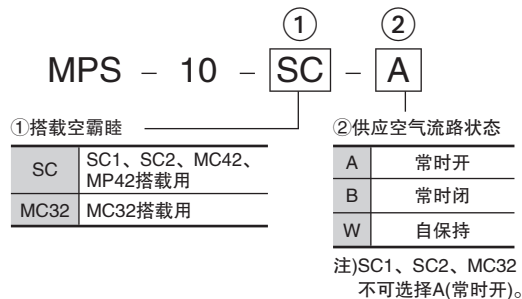 ① ②
MPS – 10 – SC – A
①搭载空霸睦
SC SC1、SC2、MC42、
MP42搭载用
MC32 MC32搭载用
②供应空气流路状态
A 常时开
B 常时闭
W 自保持
注)SC1、SC2、MC32
不可选择A(常时开)。